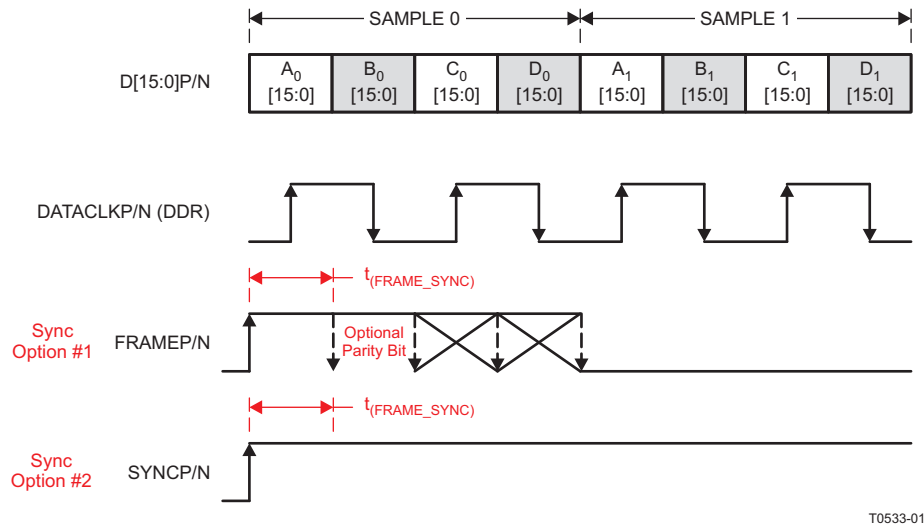 SAMPLE 0 SAMPLE 1
D[15:0]P/N
A₀ B₀ C₀ D₀ A₁ B₁ C₁ D₁
[15:0] [15:0] [15:0] [15:0] [15:0] [15:0] [15:0] [15:0]
DATACLKP/N (DDR)
t(FRAME_SYNC)
Sync
Option #1
FRAMEP/N
Optional
Parity Bit
t(FRAME_SYNC)
Sync
Option #2
SYNCP/N
T0533-01